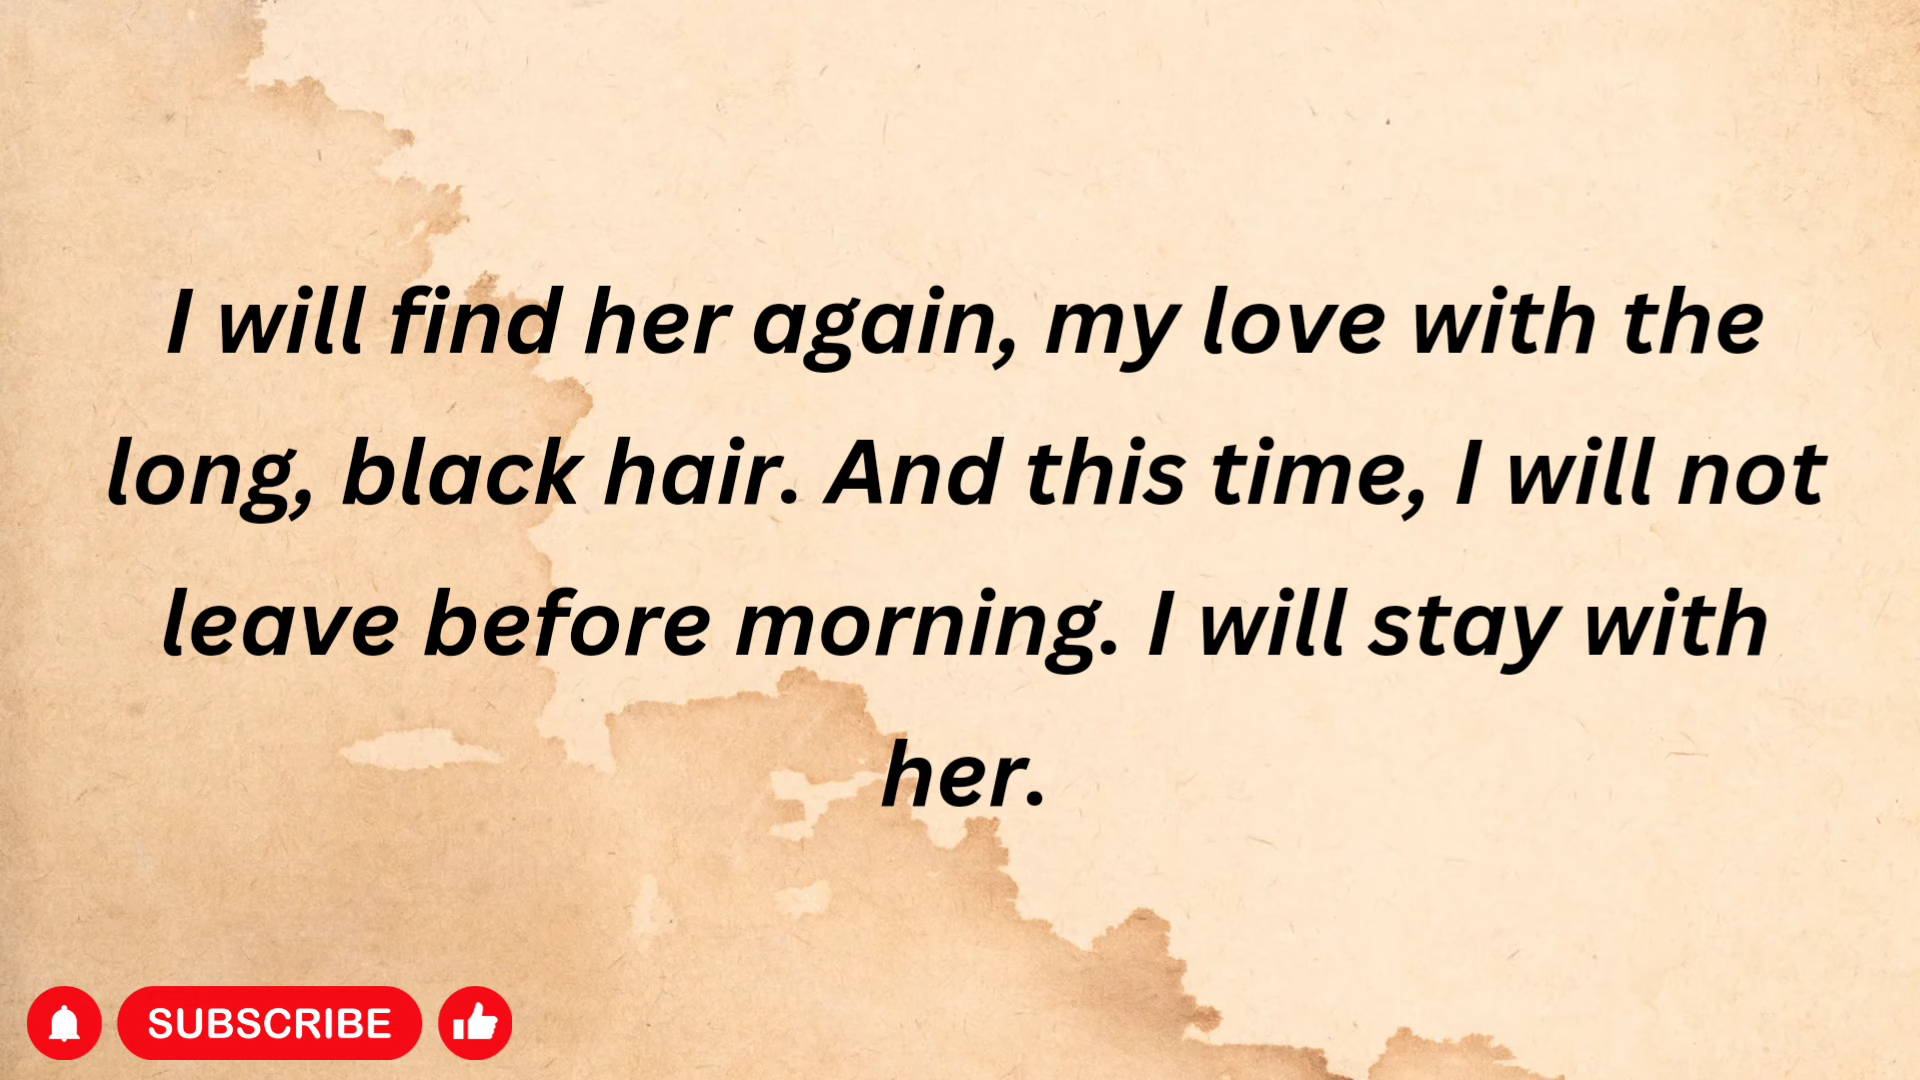 I will find her again, my love with the
long, black hair. And this time, I will not
leave before morning. I will stay with
her.
SUBSCRIBE